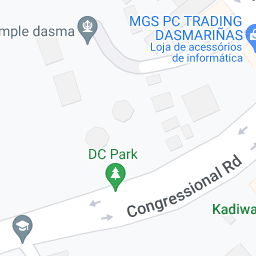 MGS PC TRADING
DASMARIÑAS
Loja de acessórios
de informática
mple dasma
DC Park
Congressional Rd
Kadiwa